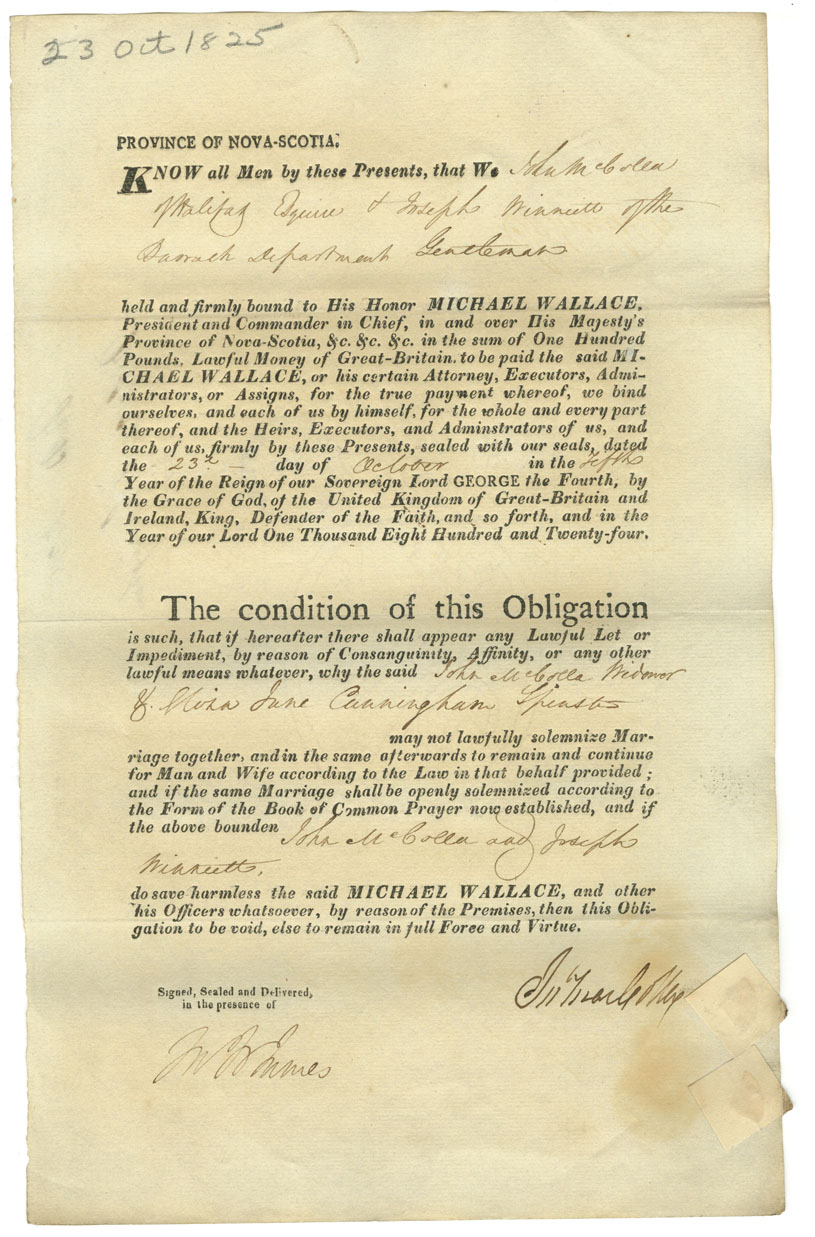 23 Oct 1825
PROVINCE OF NOVA-SCOTIA.
KNOW all Men by these Presents, that We John McColla
of Halifax Esquire & Joseph Winniett of the
Barrack Department Gentleman
held and firmly bound to His Honor MICHAEL WALLACE,
President and Commander in Chief, in and over His Majesty's
Province of Nova-Scotia, &c. &c. &c. in the sum of One Hundred
Pounds, Lawful Money of Great-Britain. to be paid the said MI-
CHAEL WALLACE, or his certain Attorney, Executors, Admi-
nistrators, or Assigns, for the true payment whereof, we bind
ourselves, and each of us by himself, for the whole and every part
thereof, and the Heirs, Executors, and Adminstrators of us, and
each of us, firmly by these Presents, sealed with our seals, dated
the 23d day of October in the fifth
Year of the Reign of our Sovereign Lord GEORGE the Fourth, by
the Grace of God, of the United Kingdom of Great-Britain and
Ireland, King, Defender of the Faith, and so forth, and in the
Year of our Lord One Thousand Eight Hundred and Twenty-four.
The condition of this Obligation
is such, that if hereafter there shall appear any Lawful Let or
Impediment, by reason of Consanguinity, Affinity, or any other
lawful means whatever, why the said John McColla Widower
& Eliza Jane Cunningham Spinster
may not lawfully solemnize Mar-
riage together, and in the same afterwards to remain and continue
for Man and Wife according to the Law in that behalf provided;
and if the same Marriage shall be openly solemnized according to
the Form of the Book of Common Prayer now established, and if
the above bounden John McColla and Joseph
Winniett,
do save harmless the said MICHAEL WALLACE, and other
his Officers whatsoever, by reason of the Premises, then this Obli-
gation to be void, else to remain in full Force and Virtue.
Signed, Sealed and Delivered,
in the presence of